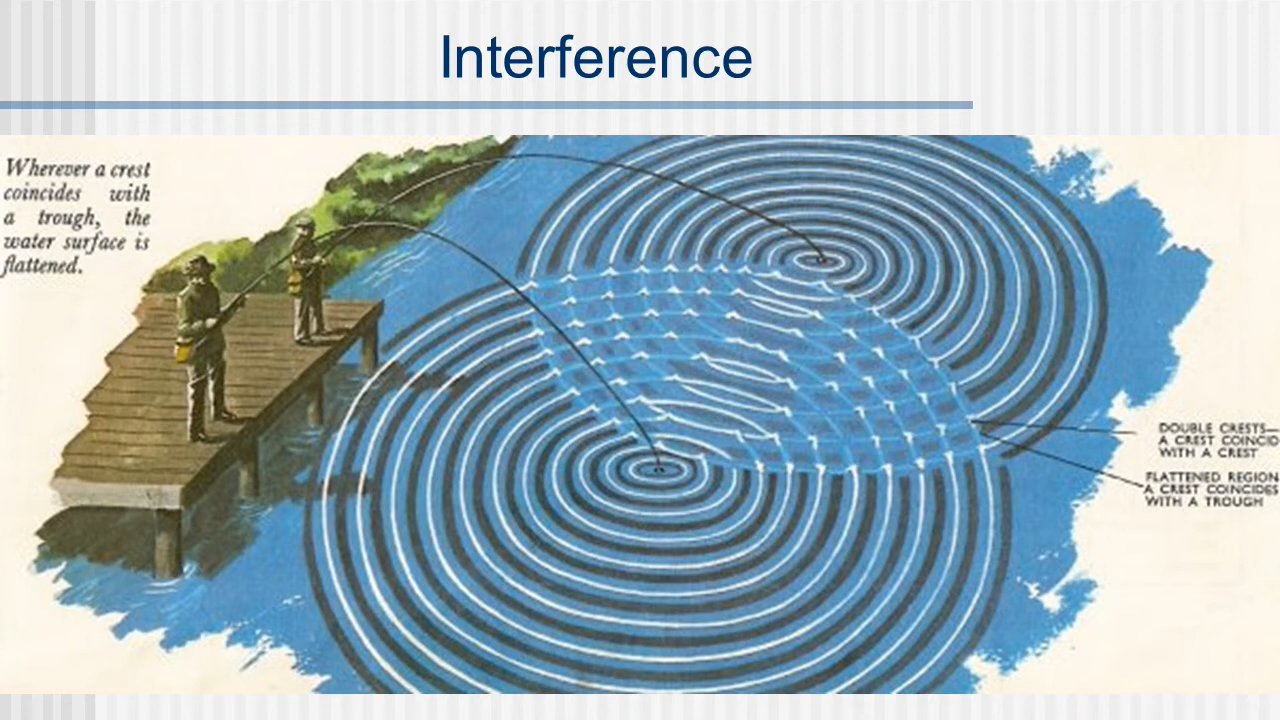 Interference
Wherever a crest
coincides with
a trough, the
water surface is
flattened.
DOUBLE CRESTS—
A CREST COINCID
WITH A CREST
FLATTENED REGION
A CREST COINCIDES
WITH A TROUGH